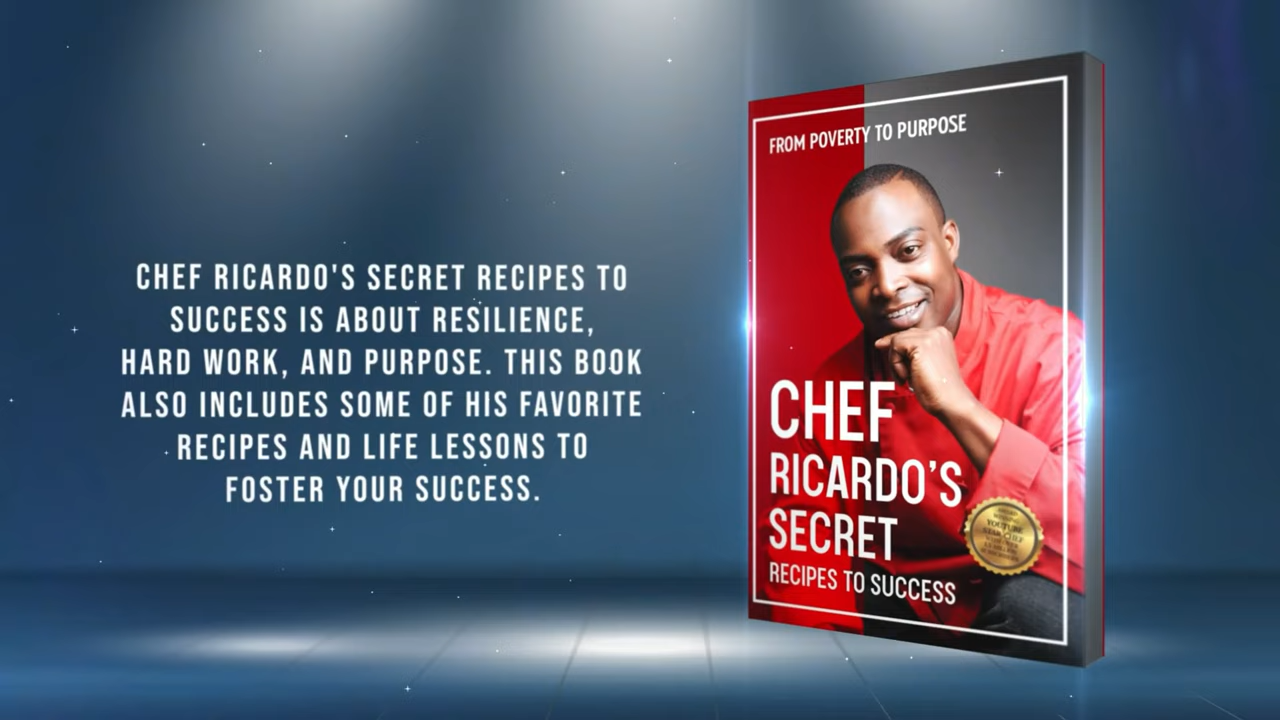 CHEF RICARDO'S SECRET RECIPES TO
SUCCESS IS ABOUT RESILIENCE,
HARD WORK, AND PURPOSE. THIS BOOK
ALSO INCLUDES SOME OF HIS FAVORITE
RECIPES AND LIFE LESSONS TO
FOSTER YOUR SUCCESS.
FROM POVERTY TO PURPOSE
CHEF
RICARDO'S
SECRET
RECIPES TO SUCCESS
YOUTUBE